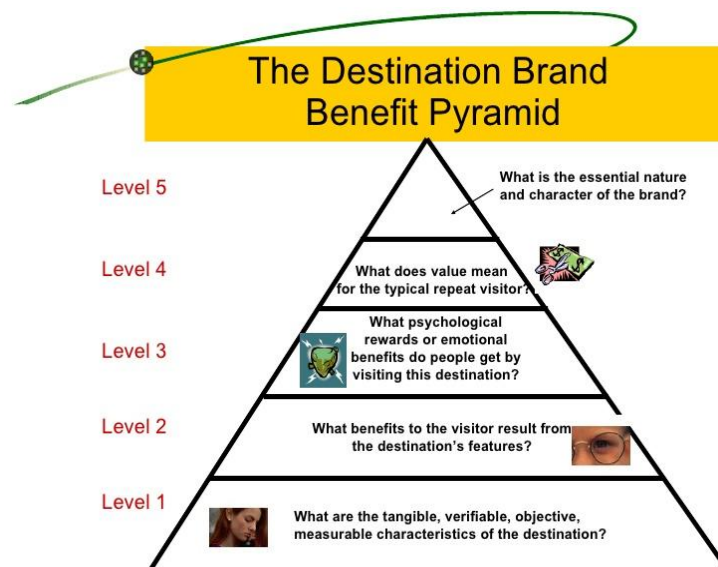 The Destination Brand
Benefit Pyramid
Level 5
What is the essential nature
and character of the brand?
Level 4
What does value mean
for the typical repeat visitor?
Level 3
What psychological
rewards or emotional
benefits do people get by
visiting this destination?
Level 2
What benefits to the visitor result from
the destination's features?
Level 1
What are the tangible, verifiable, objective,
measurable characteristics of the destination?